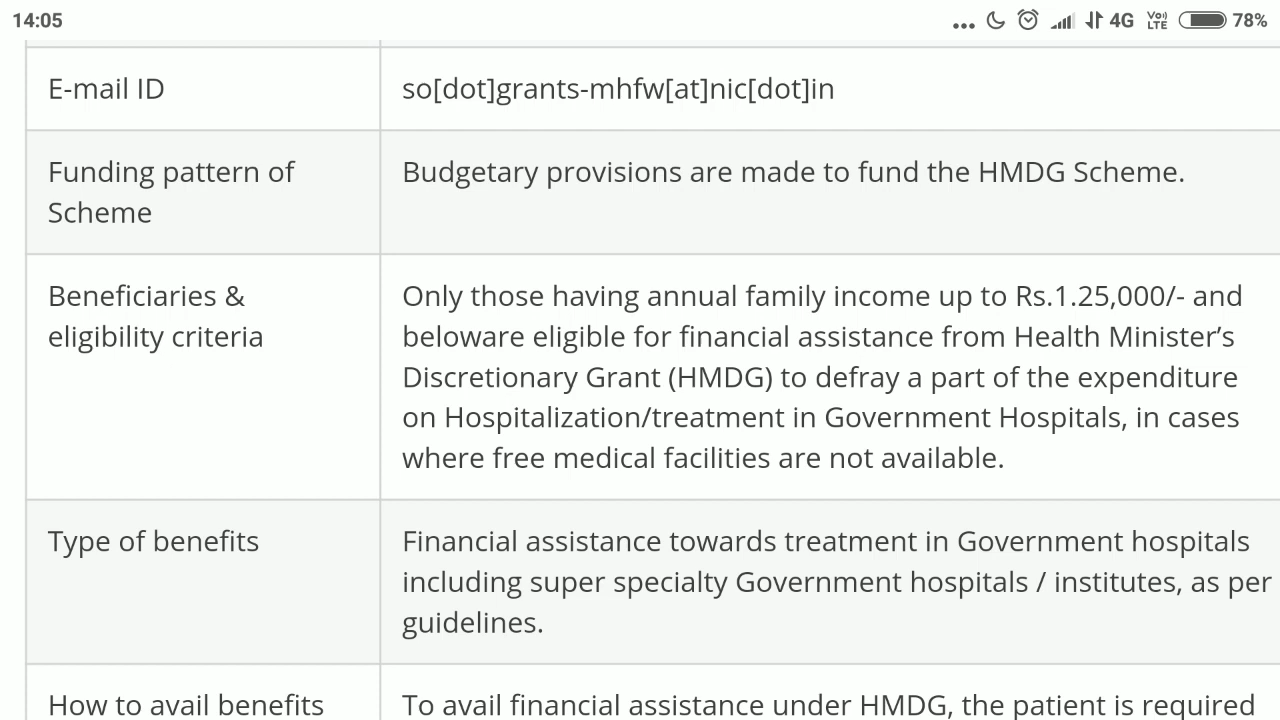 14:05
... 4G Vo)) LTE 78%
E-mail ID
so[dot]grants-mhfw[at]nic[dot]in
Funding pattern of
Scheme
Budgetary provisions are made to fund the HMDG Scheme.
Beneficiaries &
eligibility criteria
Only those having annual family income up to Rs.1.25,000/- and
beloware eligible for financial assistance from Health Minister’s
Discretionary Grant (HMDG) to defray a part of the expenditure
on Hospitalization/treatment in Government Hospitals, in cases
where free medical facilities are not available.
Type of benefits
Financial assistance towards treatment in Government hospitals
including super specialty Government hospitals / institutes, as per
guidelines.
How to avail benefits
To avail financial assistance under HMDG, the patient is required